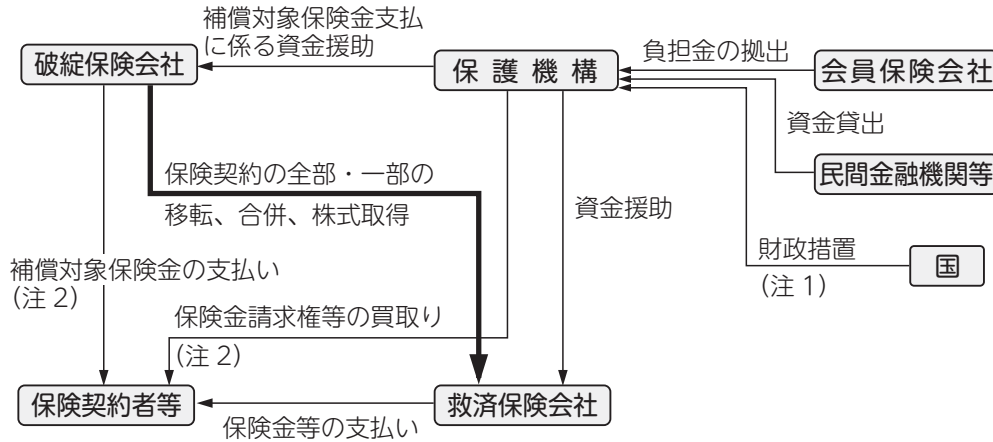 補償対象保険金支払
に係る資金援助
破綻保険会社
保護機構
負担金の拠出
会員保険会社
資金貸出
民間金融機関等
保険契約の全部・一部の
移転、合併、株式取得
資金援助
財政措置
(注1)
国
補償対象保険金の支払い
(注2)
保険金請求権等の買取り
(注2)
保険契約者等
救済保険会社
保険金等の支払い